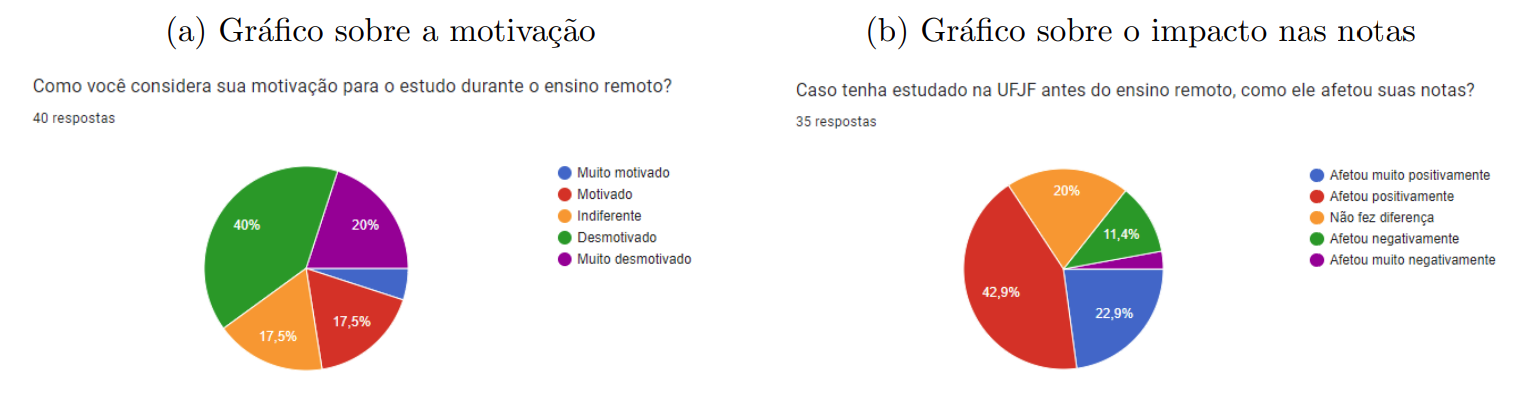 (a) Gráfico sobre a motivação
Como você considera sua motivação para o estudo durante o ensino remoto?
40 respostas
Muito motivado
Motivado
Indiferente
Desmotivado
Muito desmotivado
40%
20%
17,5%
17,5%
(b) Gráfico sobre o impacto nas notas
Caso tenha estudado na UFJF antes do ensino remoto, como ele afetou suas notas?
35 respostas
Afetou muito positivamente
Afetou positivamente
Não fez diferença
Afetou negativamente
Afetou muito negativamente
20%
11,4%
42,9%
22,9%